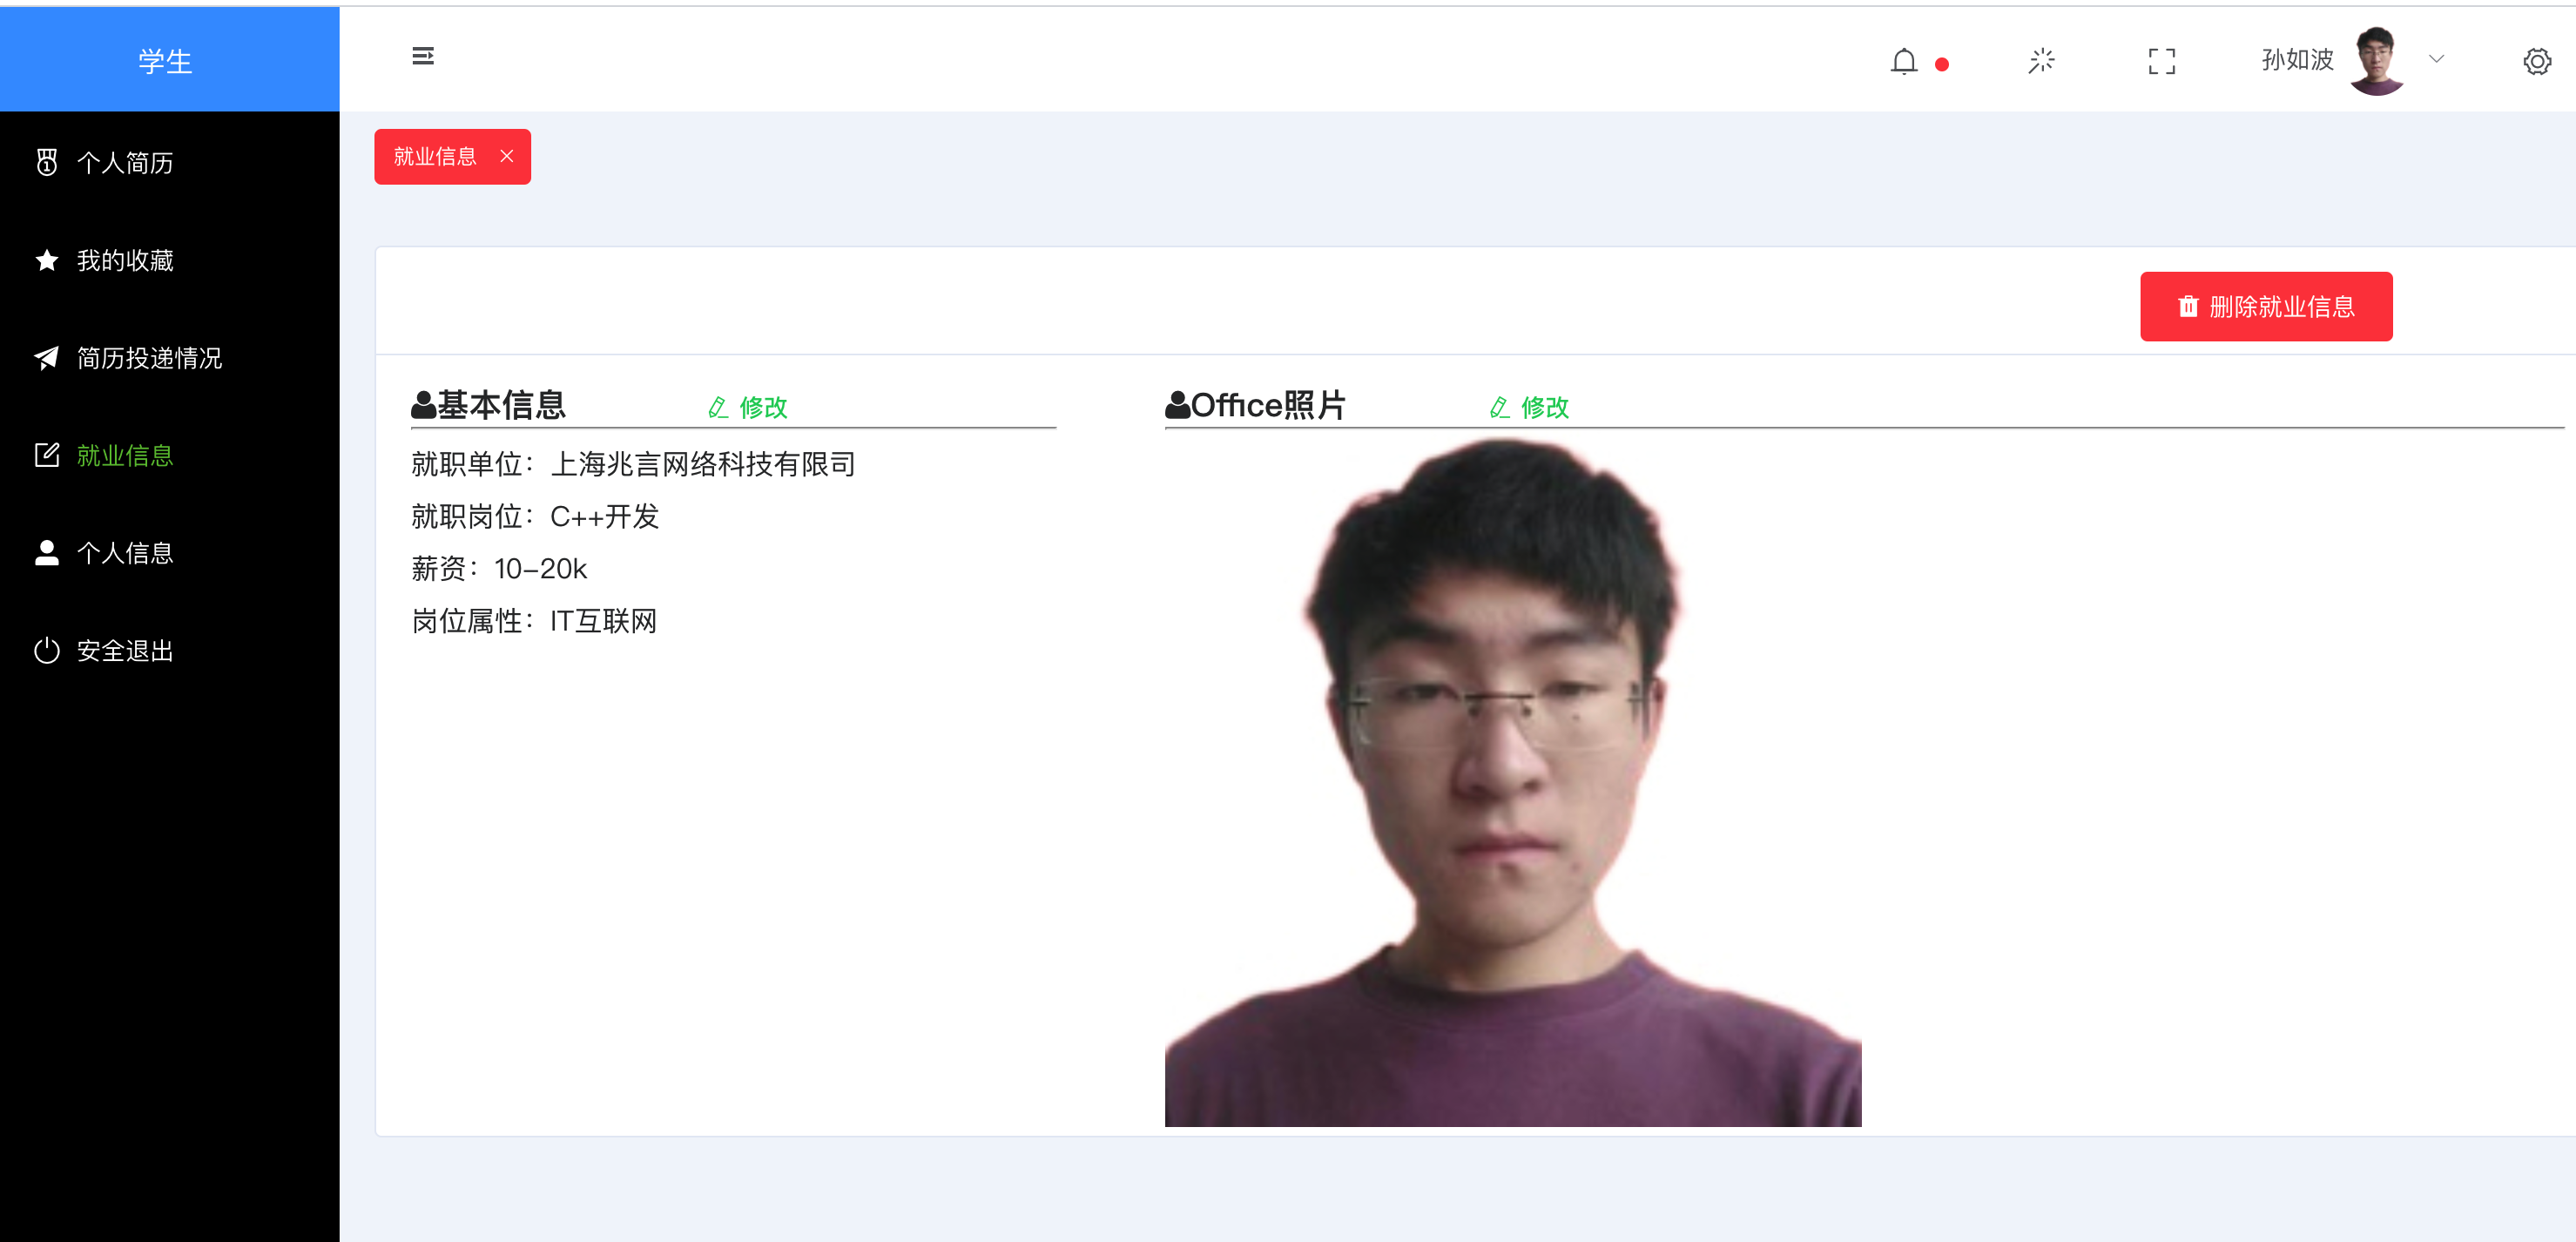 学生
孙如波
个人简历
我的收藏
简历投递情况
就业信息
个人信息
安全退出
就业信息
删除就业信息
基本信息 修改
就职单位：上海兆言网络科技有限司
就职岗位：C++开发
薪资：10-20k
岗位属性：IT互联网
Office照片 修改